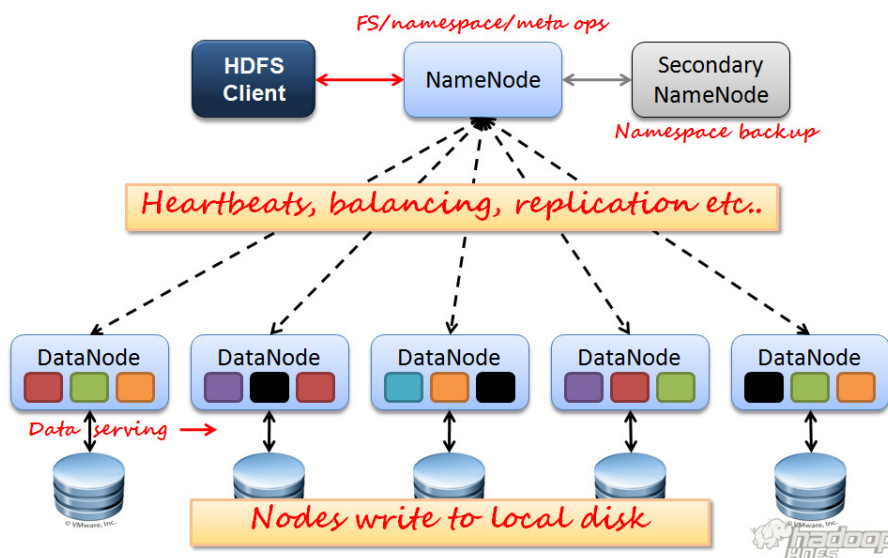 FS/namespace/meta ops
HDFS
Client
NameNode
Secondary
NameNode
Namespace backup
Heartbeats, balancing, replication etc..
DataNode
DataNode
DataNode
DataNode
DataNode
Data serving
© VMware, Inc.
© VMware, Inc.
Nodes write to local disk
hadoop